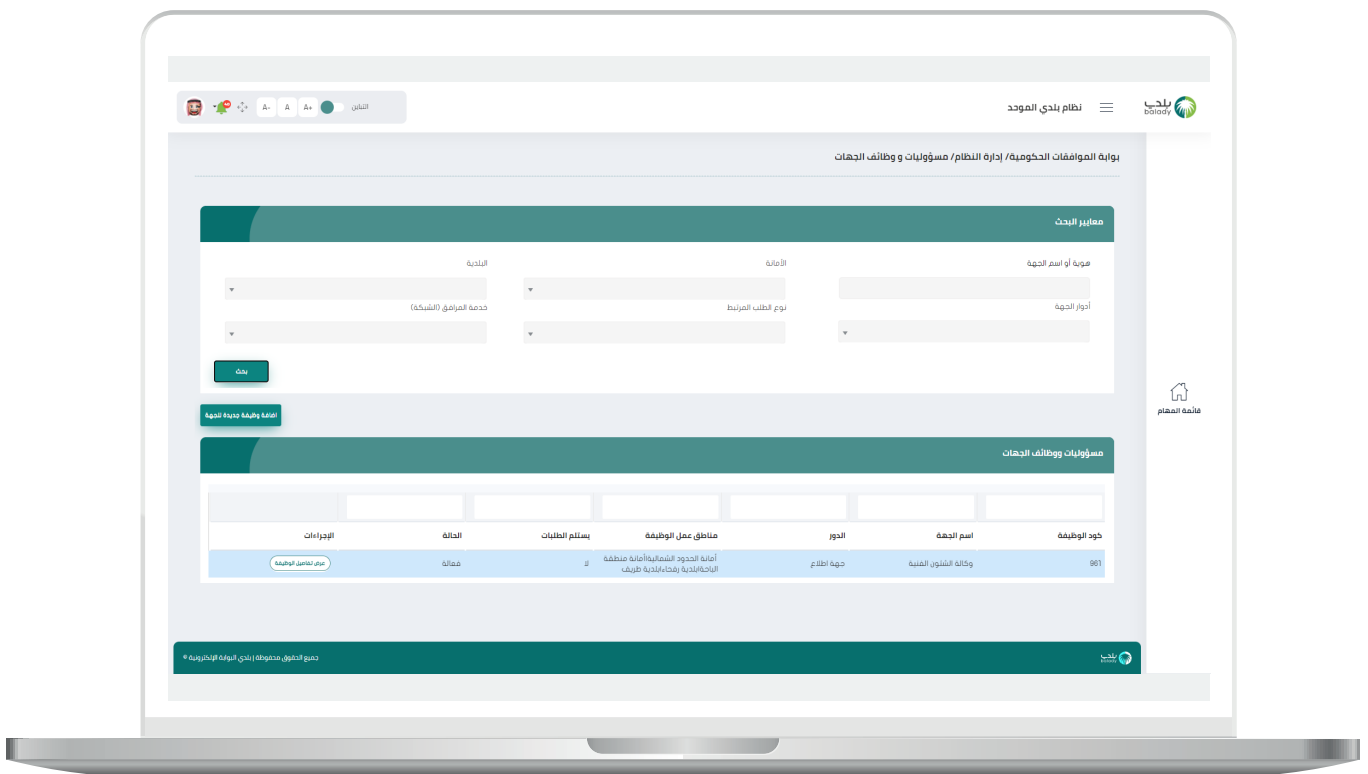 بلدي
balady
نظام بلدي الموحد
التباين
A+
A
A-
بوابة الموافقات الحكومية/ إدارة النظام/ مسؤوليات و وظائف الجهات
قائمة المهام
معايير البحث
هوية أو اسم الجهة
الأمانة
البلدية
أدوار الجهة
نوع الطلب المرتبط
خدمة المرافق (الشبكة)
بحث
اضافة وظيفة جديدة للجهة
مسؤوليات ووظائف الجهات
كود الوظيفة
اسم الجهة
الدور
مناطق عمل الوظيفة
يستلم الطلبات
الحالة
الإجراءات
961
وكالة الشئون الفنية
جهة اطلاع
أمانة الحدود الشمالية|أمانة منطقة
الباحة|بلدية رفحاء|بلدية طريف
لا
فعالة
عرض تفاصيل الوظيفة
بلدي
balady
جميع الحقوق محفوظة | بلدي البوابة الإلكترونية ©